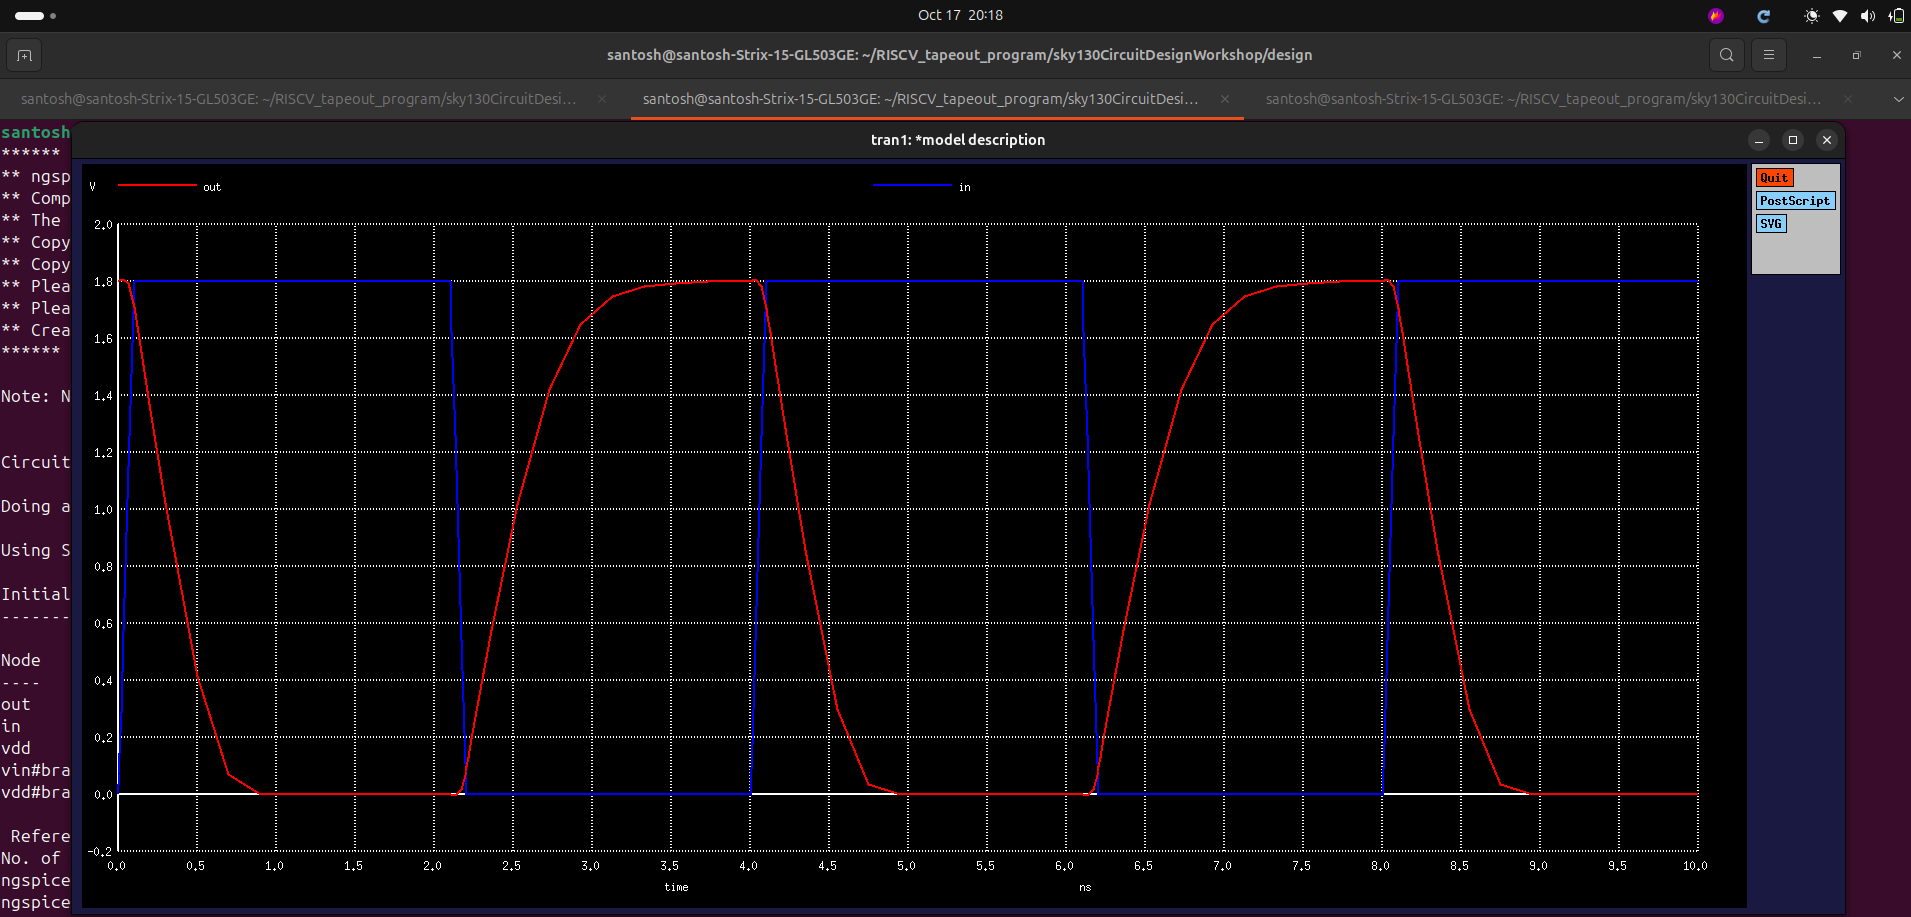 Oct 17 20:18
santosh@santosh-Strix-15-GL503GE: ~/RISCV_tapeout_program/sky130CircuitDesignWorkshop/design
santosh@santosh-Strix-15-GL503GE: ~/RISCV_tapeout_program/sky130CircuitDesi...
santosh@santosh-Strix-15-GL503GE: ~/RISCV_tapeout_program/sky130CircuitDesi...
santosh@santosh-Strix-15-GL503GE: ~/RISCV_tapeout_program/sky130CircuitDesi...
santosh
******
** ngsp
** Comp
** The
** Copy
** Copy
** Plea
** Plea
** Crea
******
Note: N
Circuit
Doing a
Using S
Initial
-------
Node
----
out
in
vdd
vin#bra
vdd#bra
Refere
No. of
ngspice
ngspice
tran1: *model description
Quit
PostScript
SVG
V out in
2.0
1.8
1.6
1.4
1.2
1.0
0.8
0.6
0.4
0.2
0.0
-0.2
0.0 0.5 1.0 1.5 2.0 2.5 3.0 3.5 4.0 4.5 5.0 5.5 6.0 6.5 7.0 7.5 8.0 8.5 9.0 9.5 10.0
time ns